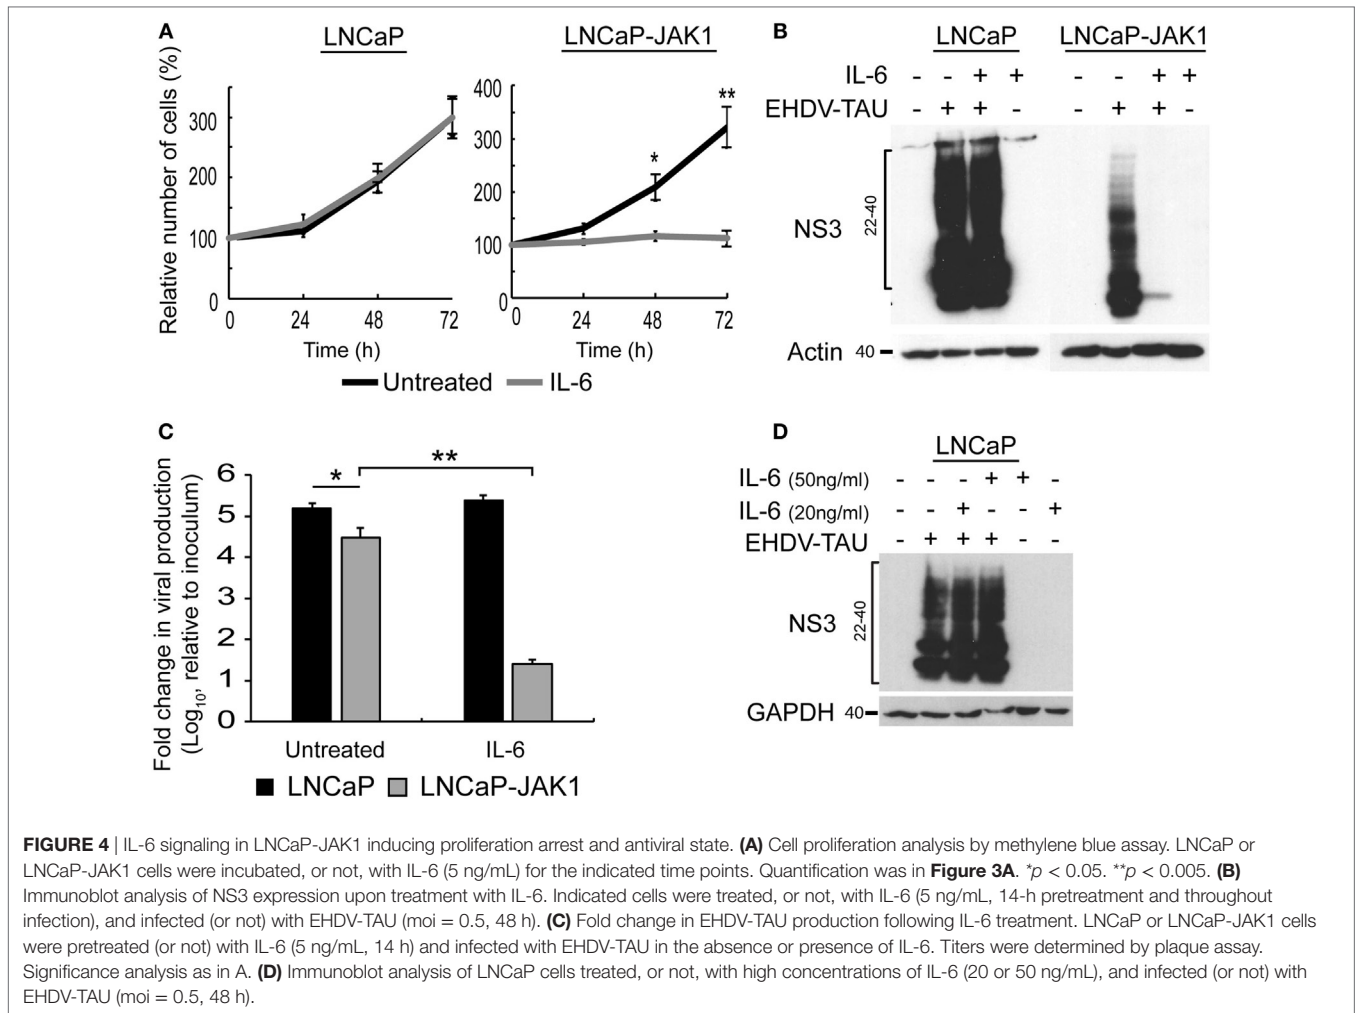 A
LNCaP
LNCaP-JAK1
Relative number of cells (%)
300
200
100
0
0 24 48 72
Time (h)
400
300
200
100
0
* **
0 24 48 72
Time (h)
Untreated IL-6
B
LNCaP LNCaP-JAK1
IL-6 - - + + - - + +
EHDV-TAU - + + - - + + -
NS3 22-40
Actin 40
C
Fold change in viral production
(Log10, relative to inoculum)
6
5
4
3
2
1
0
* **
Untreated IL-6
LNCaP LNCaP-JAK1
D
LNCaP
IL-6 (50ng/ml) - - - + + -
IL-6 (20ng/ml) - - + - - +
EHDV-TAU - + + + - -
NS3 22-40
GAPDH 40
FIGURE 4 | IL-6 signaling in LNCaP-JAK1 inducing proliferation arrest and antiviral state. (A) Cell proliferation analysis by methylene blue assay. LNCaP or
LNCaP-JAK1 cells were incubated, or not, with IL-6 (5 ng/mL) for the indicated time points. Quantification was in Figure 3A. *p < 0.05. **p < 0.005. (B)
Immunoblot analysis of NS3 expression upon treatment with IL-6. Indicated cells were treated, or not, with IL-6 (5 ng/mL, 14-h pretreatment and throughout
infection), and infected (or not) with EHDV-TAU (moi = 0.5, 48 h). (C) Fold change in EHDV-TAU production following IL-6 treatment. LNCaP or LNCaP-JAK1 cells
were pretreated (or not) with IL-6 (5 ng/mL, 14 h) and infected with EHDV-TAU in the absence or presence of IL-6. Titers were determined by plaque assay.
Significance analysis as in A. (D) Immunoblot analysis of LNCaP cells treated, or not, with high concentrations of IL-6 (20 or 50 ng/mL), and infected (or not) with
EHDV-TAU (moi = 0.5, 48 h).